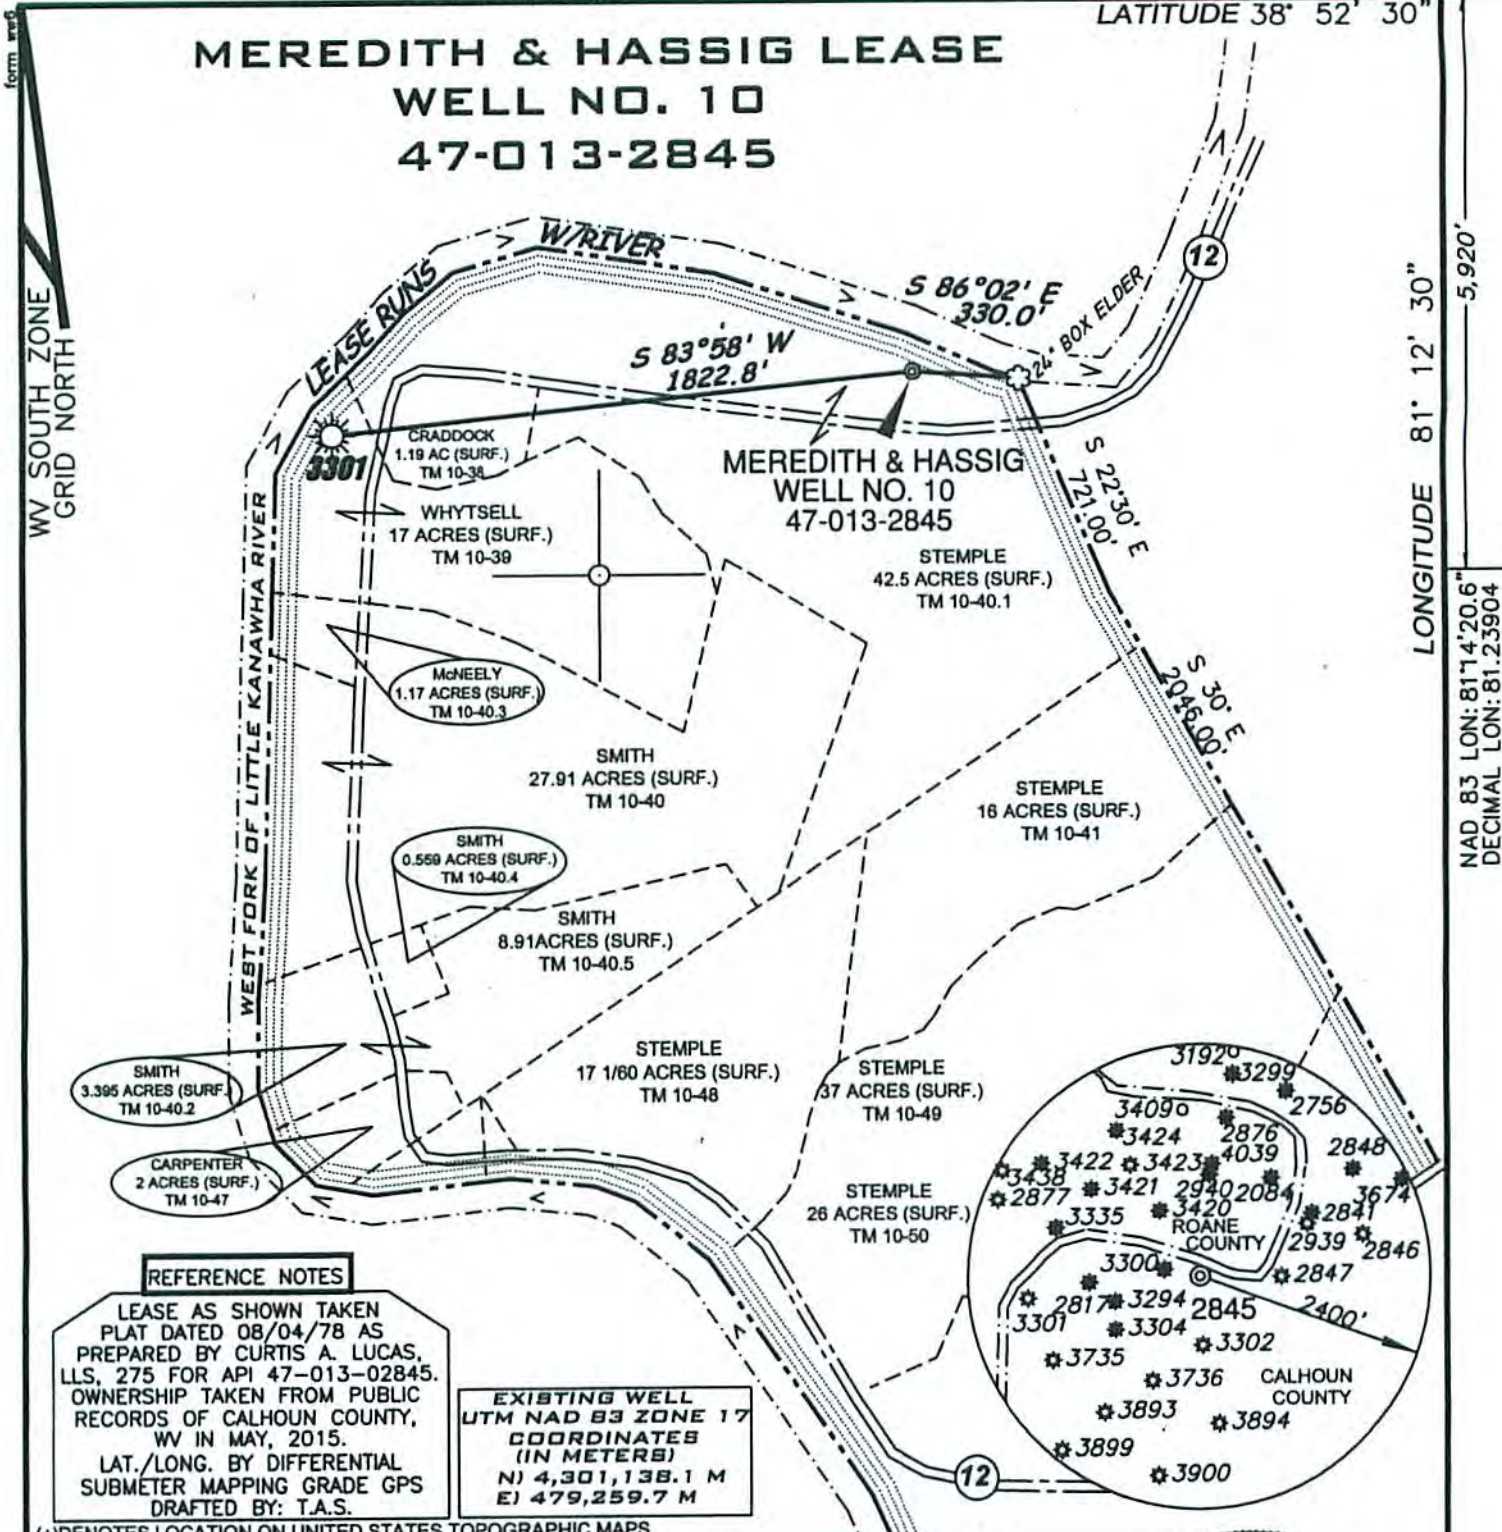 form wwg
LATITUDE 38° 52' 30"
MEREDITH & HASSIG LEASE
WELL NO. 10
47-013-2845
WV SOUTH ZONE
GRID NORTH
LEASE RUNS
W/RIVER
S 86°02' E
330.0'
24" BOX ELDER
12
S 83°58' W
1822.8'
3301
CRADDOCK
1.19 AC (SURF.)
TM 10-38
MEREDITH & HASSIG
WELL NO. 10
47-013-2845
S 22°30' E
721.00'
WHYTSELL
17 ACRES (SURF.)
TM 10-39
STEMPLE
42.5 ACRES (SURF.)
TM 10-40.1
LONGITUDE 81° 12' 30"
5,920'
NAD 83 LON: 81°14'20.6"
DECIMAL LON: 81.23904
WEST FORK OF LITTLE KANAWHA RIVER
McNEELY
1.17 ACRES (SURF.)
TM 10-40.3
S 30° E
2046.00'
SMITH
27.91 ACRES (SURF.)
TM 10-40
STEMPLE
16 ACRES (SURF.)
TM 10-41
SMITH
0.559 ACRES (SURF.)
TM 10-40.4
SMITH
8.91ACRES (SURF.)
TM 10-40.5
SMITH
3.395 ACRES (SURF.)
TM 10-40.2
STEMPLE
17 1/60 ACRES (SURF.)
TM 10-48
STEMPLE
37 ACRES (SURF.)
TM 10-49
CARPENTER
2 ACRES (SURF.)
TM 10-47
STEMPLE
26 ACRES (SURF.)
TM 10-50
3192
3299
2756
3409
3424
2876
4039
2848
3422
3423
3438
2877
3421
2940
2084
3674
3420
2841
3335
ROANE
COUNTY
2939
2846
3300
2847
2817
3294
2845
2400'
3301
3304
3302
3735
3736
CALHOUN
COUNTY
3893
3894
3899
3900
REFERENCE NOTES
LEASE AS SHOWN TAKEN
PLAT DATED 08/04/78 AS
PREPARED BY CURTIS A. LUCAS,
LLS, 275 FOR API 47-013-02845.
OWNERSHIP TAKEN FROM PUBLIC
RECORDS OF CALHOUN COUNTY,
WV IN MAY, 2015.
LAT./LONG. BY DIFFERENTIAL
SUBMETER MAPPING GRADE GPS
DRAFTED BY: T.A.S.
EXISTING WELL
UTM NAD 83 ZONE 17
COORDINATES
(IN METERS)
N) 4,301,138.1 M
E) 479,259.7 M
12
(+)DENOTES LOCATION ON UNITED STATES TOPOGRAPHIC MAPS